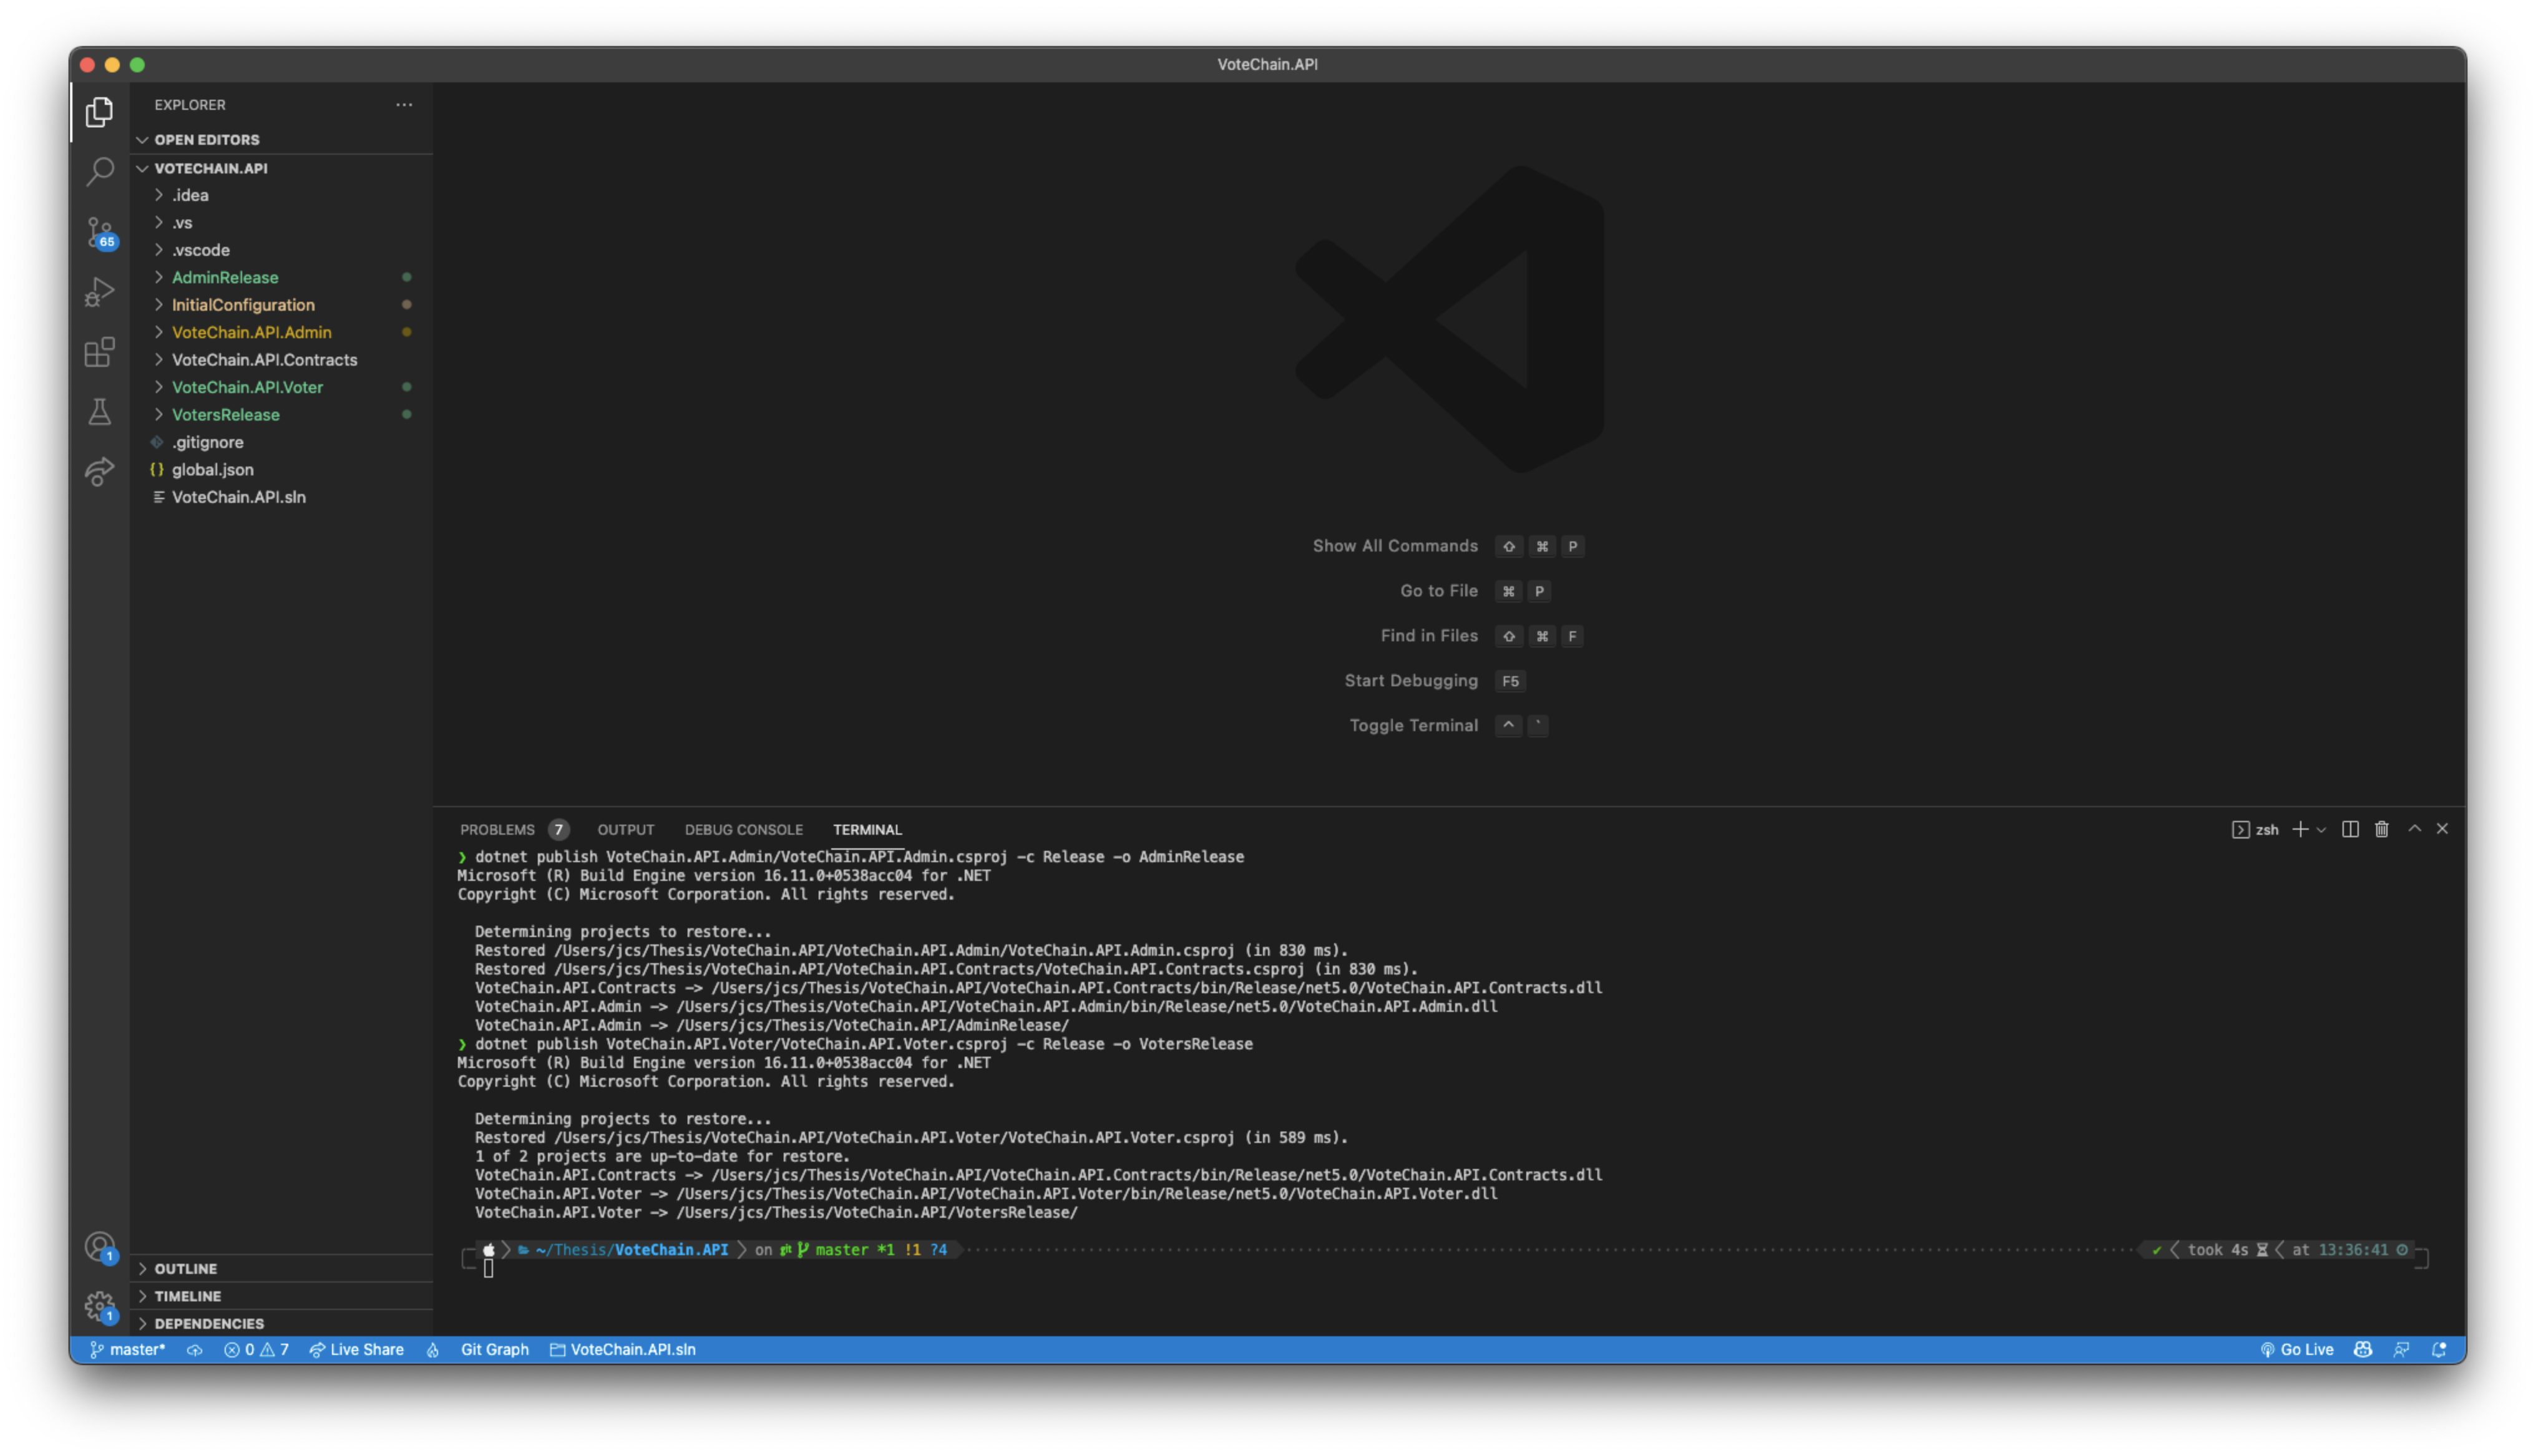 VoteChain.API
EXPLORER
OPEN EDITORS
VOTECHAIN.API
.idea
.vs
.vscode
AdminRelease
InitialConfiguration
VoteChain.API.Admin
VoteChain.API.Contracts
VoteChain.API.Voter
VotersRelease
.gitignore
{} global.json
VoteChain.API.sln
65
Show All Commands ⇧ ⌘ P
Go to File ⌘ P
Find in Files ⇧ ⌘ F
Start Debugging F5
Toggle Terminal ^ `
PROBLEMS 7 OUTPUT DEBUG CONSOLE TERMINAL zsh
❯ dotnet publish VoteChain.API.Admin/VoteChain.API.Admin.csproj -c Release -o AdminRelease
Microsoft (R) Build Engine version 16.11.0+0538acc04 for .NET
Copyright (C) Microsoft Corporation. All rights reserved.
Determining projects to restore...
Restored /Users/jcs/Thesis/VoteChain.API/VoteChain.API.Admin/VoteChain.API.Admin.csproj (in 830 ms).
Restored /Users/jcs/Thesis/VoteChain.API/VoteChain.API.Contracts/VoteChain.API.Contracts.csproj (in 830 ms).
VoteChain.API.Contracts -> /Users/jcs/Thesis/VoteChain.API/VoteChain.API.Contracts/bin/Release/net5.0/VoteChain.API.Contracts.dll
VoteChain.API.Admin -> /Users/jcs/Thesis/VoteChain.API/VoteChain.API.Admin/bin/Release/net5.0/VoteChain.API.Admin.dll
VoteChain.API.Admin -> /Users/jcs/Thesis/VoteChain.API/AdminRelease/
❯ dotnet publish VoteChain.API.Voter/VoteChain.API.Voter.csproj -c Release -o VotersRelease
Microsoft (R) Build Engine version 16.11.0+0538acc04 for .NET
Copyright (C) Microsoft Corporation. All rights reserved.
Determining projects to restore...
Restored /Users/jcs/Thesis/VoteChain.API/VoteChain.API.Voter/VoteChain.API.Voter.csproj (in 589 ms).
1 of 2 projects are up-to-date for restore.
VoteChain.API.Contracts -> /Users/jcs/Thesis/VoteChain.API/VoteChain.API.Contracts/bin/Release/net5.0/VoteChain.API.Contracts.dll
VoteChain.API.Voter -> /Users/jcs/Thesis/VoteChain.API/VoteChain.API.Voter/bin/Release/net5.0/VoteChain.API.Voter.dll
VoteChain.API.Voter -> /Users/jcs/Thesis/VoteChain.API/VotersRelease/
~/Thesis/VoteChain.API on git master *1 !1 ?4 ✔ took 4s at 13:36:41
1
OUTLINE
TIMELINE
1
DEPENDENCIES
master* 0 7 Live Share Git Graph VoteChain.API.sln Go Live